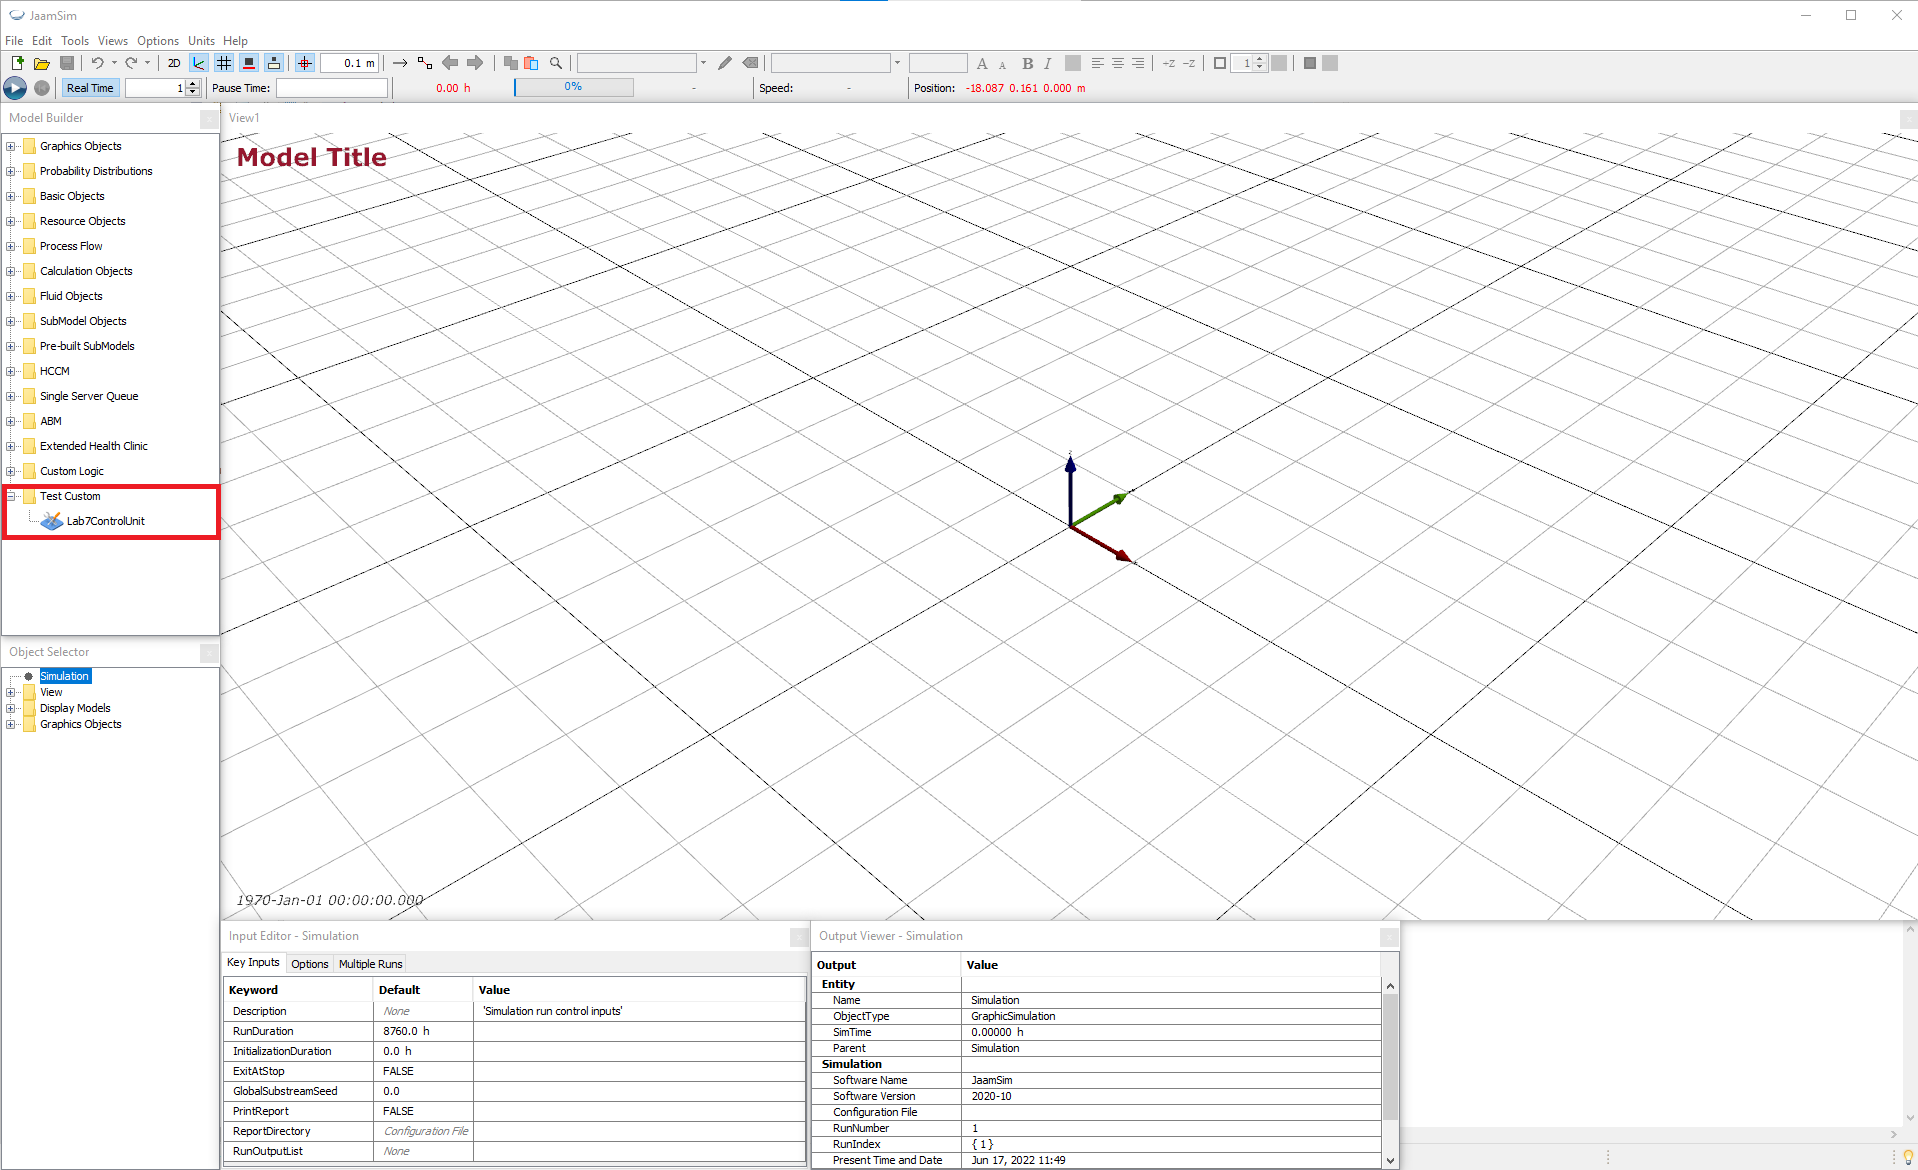 JaamSim
File Edit Tools Views Options Units Help
2D 0.1 m A A B I +Z -Z 1
Real Time 1 Pause Time: 0.00 h 0% - Speed: - Position: -18.087 0.161 0.000 m
Model Builder
Graphics Objects
Probability Distributions
Basic Objects
Resource Objects
Process Flow
Calculation Objects
Fluid Objects
SubModel Objects
Pre-built SubModels
HCCM
Single Server Queue
ABM
Extended Health Clinic
Custom Logic
Test Custom
Lab7ControlUnit
Object Selector
Simulation
View
Display Models
Graphics Objects
View1
Model Title
1970-Jan-01 00:00:00.000
Input Editor - Simulation
Key Inputs Options Multiple Runs
Keyword Default Value
Description None 'Simulation run control inputs'
RunDuration 8760.0 h
InitializationDuration 0.0 h
ExitAtStop FALSE
GlobalSubstreamSeed 0.0
PrintReport FALSE
ReportDirectory Configuration File
RunOutputList None
Output Viewer - Simulation
Output Value
Entity
Name Simulation
ObjectType GraphicSimulation
SimTime 0.00000 h
Parent Simulation
Simulation
Software Name JaamSim
Software Version 2020-10
Configuration File
RunNumber 1
RunIndex { 1 }
Present Time and Date Jun 17, 2022 11:49